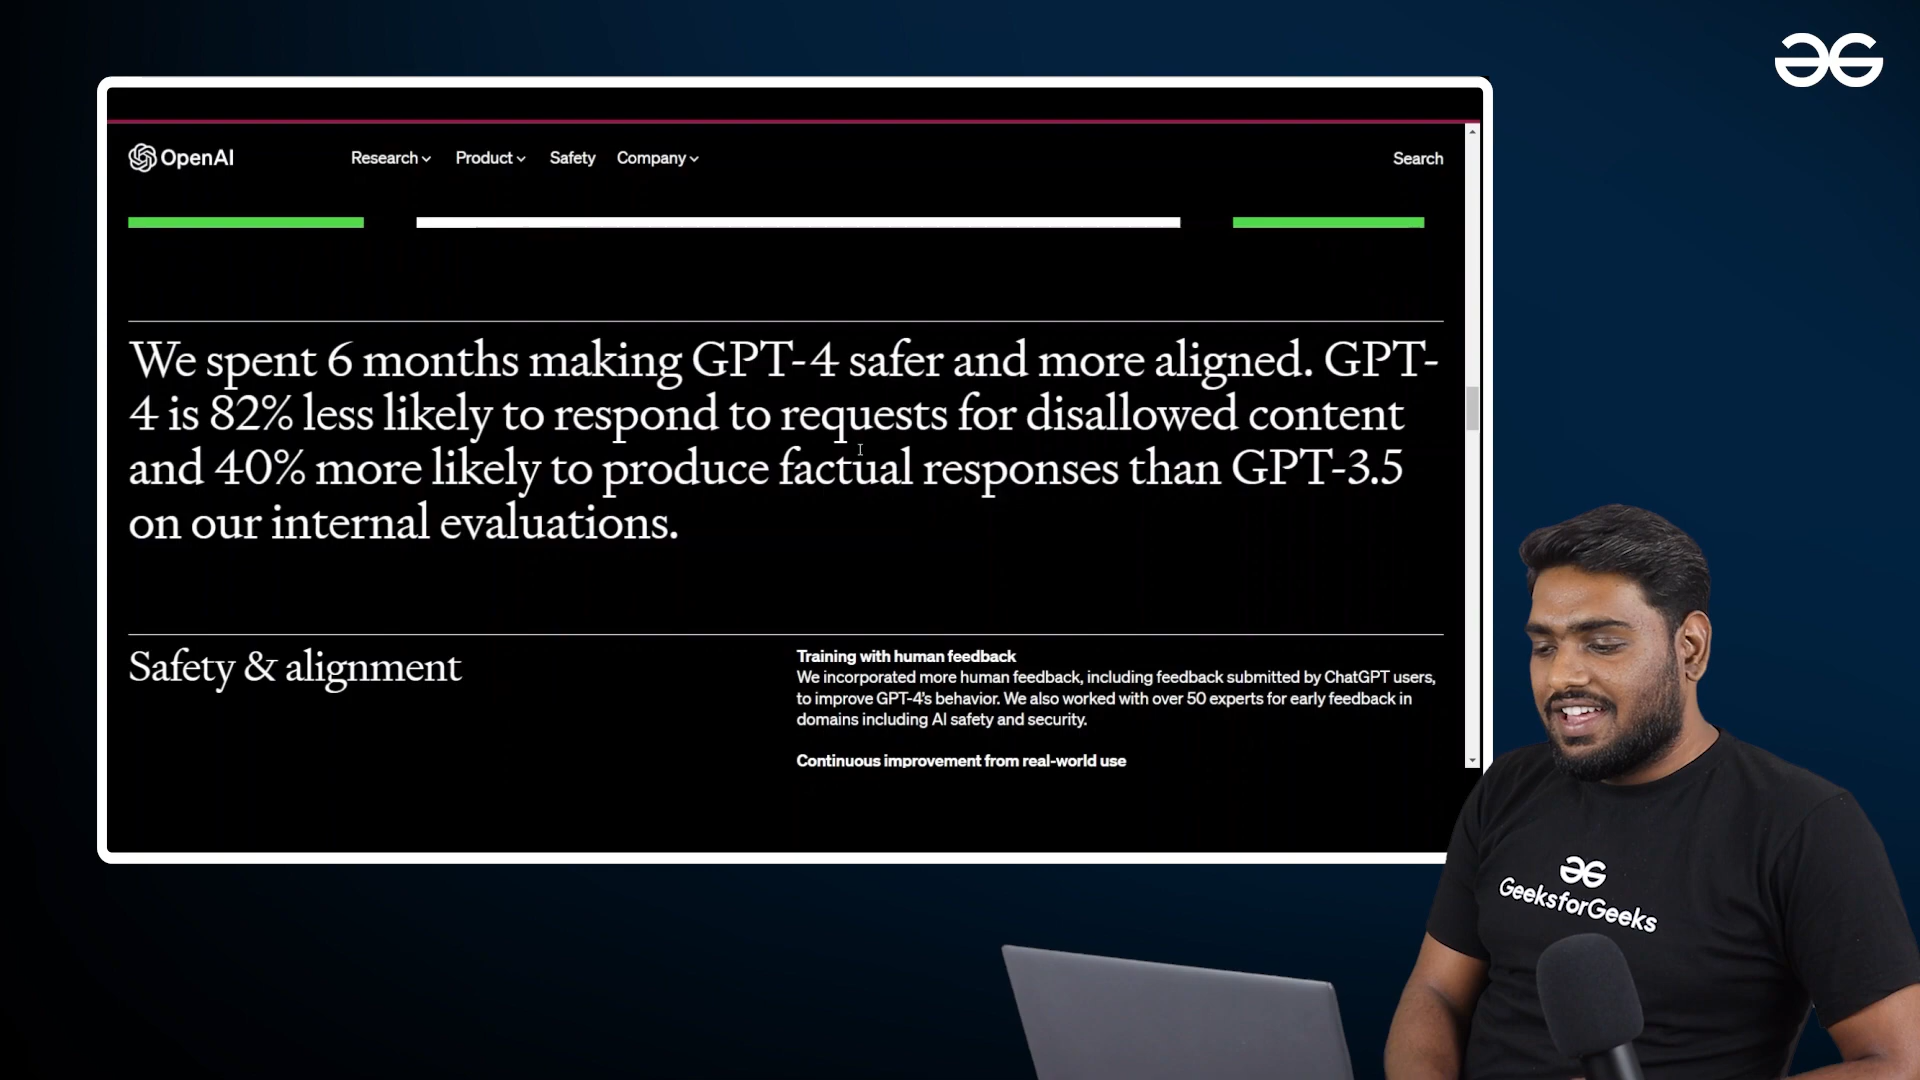 OpenAI
Research
Product
Safety
Company
Search
We spent 6 months making GPT-4 safer and more aligned. GPT-
4 is 82% less likely to respond to requests for disallowed content
and 40% more likely to produce factual responses than GPT-3.5
on our internal evaluations.
Safety & alignment
Training with human feedback
We incorporated more human feedback, including feedback submitted by ChatGPT users,
to improve GPT-4's behavior. We also worked with over 50 experts for early feedback in
domains including AI safety and security.
Continuous improvement from real-world use
GeeksforGeeks